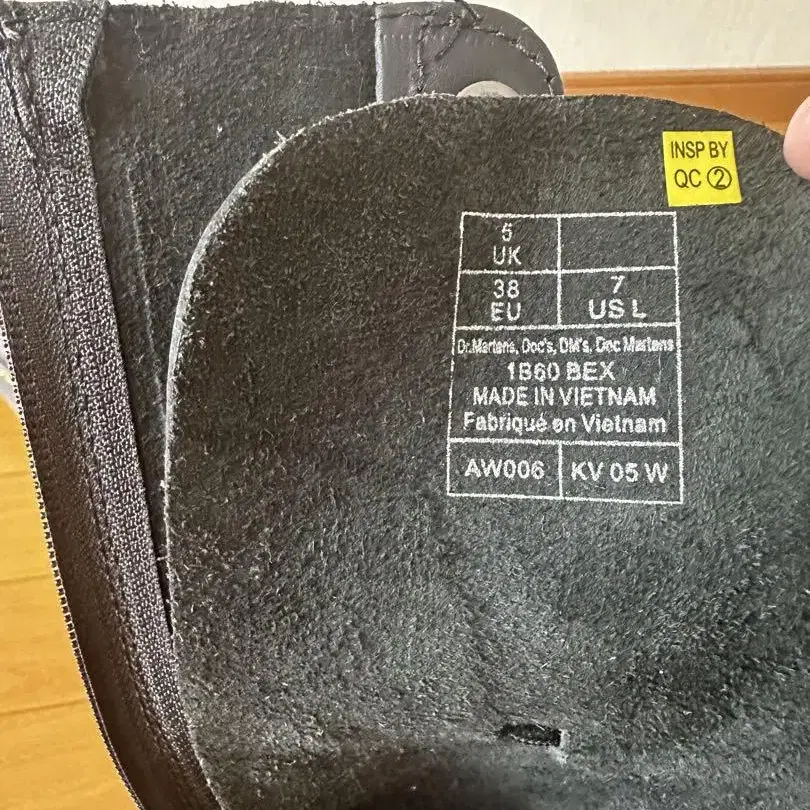 INSP BY
QC ②
5
UK
38
EU
7
US L
Dr.Martens, Doc's, DM's, Doc Martens
1B60 BEX
MADE IN VIETNAM
Fabriqué en Vietnam
AW006
KV 05 W